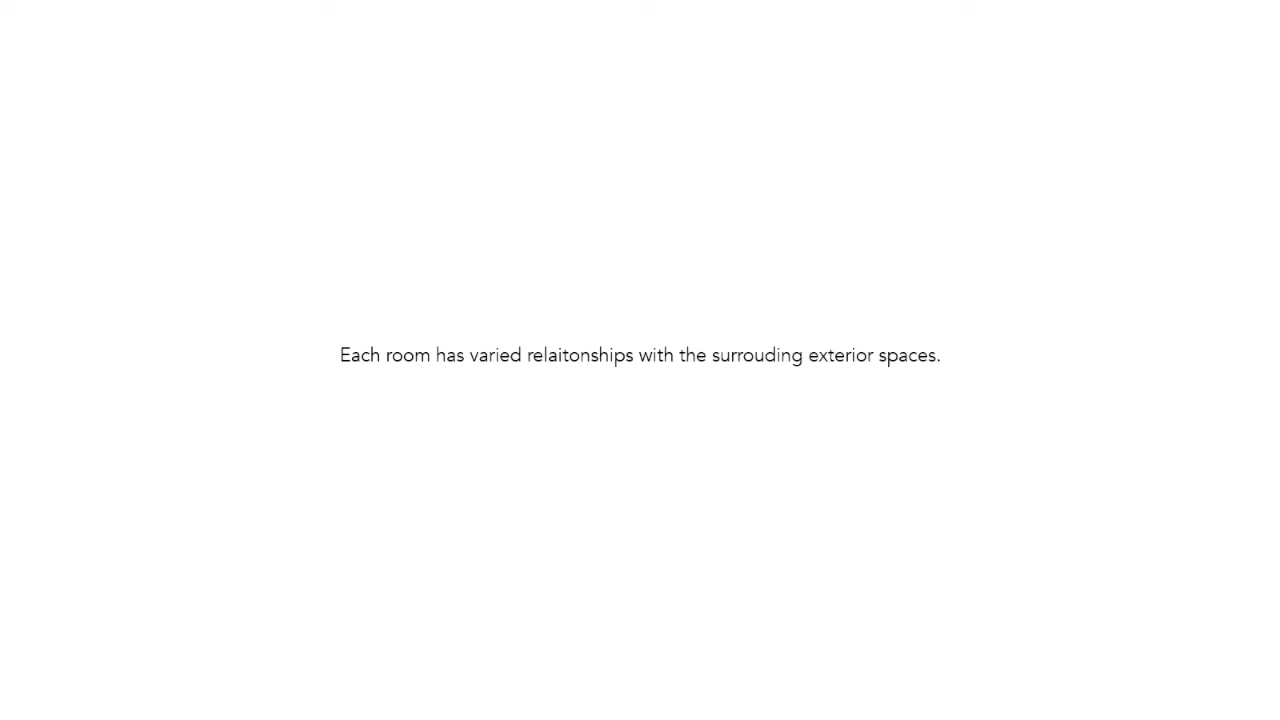 Each room has varied relaitonships with the surrouding exterior spaces.